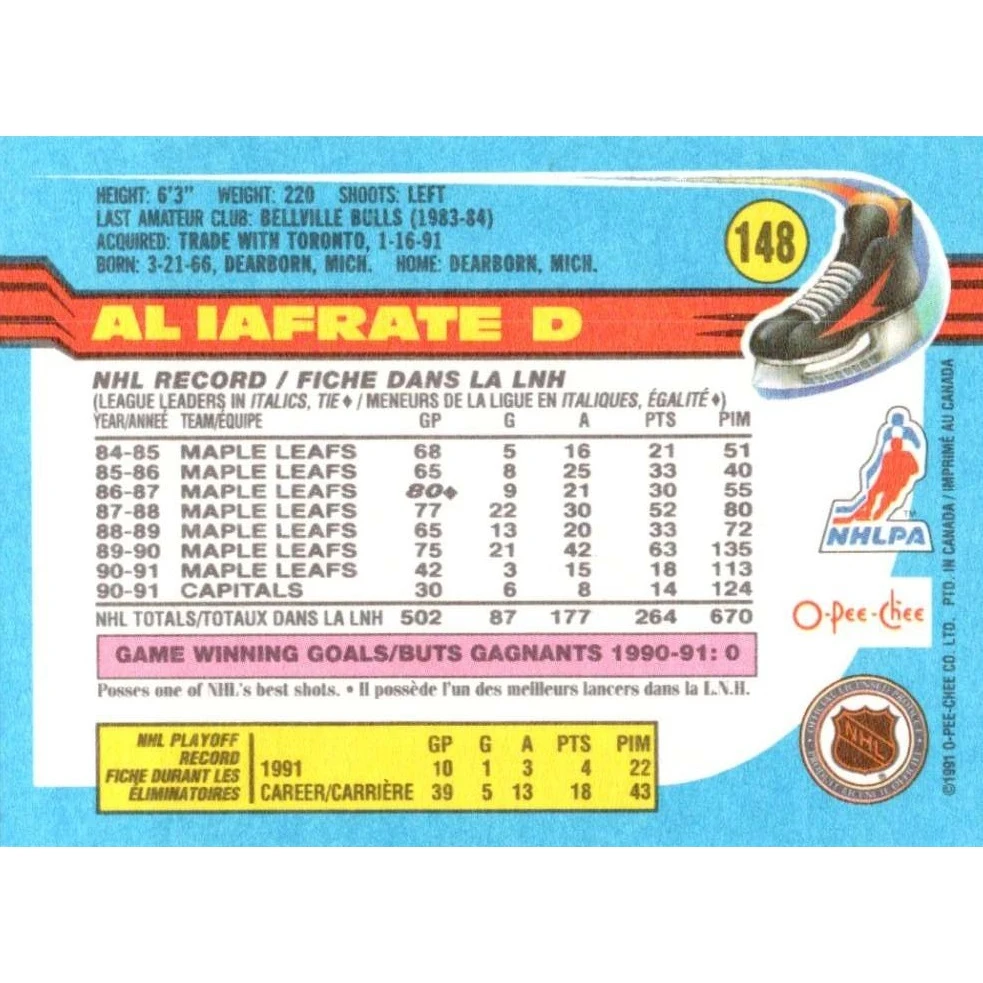 HEIGHT: 6'3" WEIGHT: 220 SHOOTS: LEFT
LAST AMATEUR CLUB: BELLVILLE BULLS (1983-84)
ACQUIRED: TRADE WITH TORONTO, 1-16-91
BORN: 3-21-66, DEARBORN, MICH. HOME: DEARBORN, MICH.
148
AL IAFRATE D
NHL RECORD / FICHE DANS LA LNH
(LEAGUE LEADERS IN ITALICS, TIE♦ / MENEURS DE LA LIGUE EN ITALIQUES, ÉGALITÉ♦)
YEAR/ANNEÉ TEAM/ÉQUIPE GP G A PTS PIM
84-85 MAPLE LEAFS 68 5 16 21 51
85-86 MAPLE LEAFS 65 8 25 33 40
86-87 MAPLE LEAFS 80♦ 9 21 30 55
87-88 MAPLE LEAFS 77 22 30 52 80
88-89 MAPLE LEAFS 65 13 20 33 72
89-90 MAPLE LEAFS 75 21 42 63 135
90-91 MAPLE LEAFS 42 3 15 18 113
90-91 CAPITALS 30 6 8 14 124
NHL TOTALS/TOTAUX DANS LA LNH 502 87 177 264 670
GAME WINNING GOALS/BUTS GAGNANTS 1990-91: 0
Posses one of NHL's best shots. • Il possède l'un des meilleurs lancers dans la L.N.H.
NHL PLAYOFF
RECORD
FICHE DURANT LES
ÉLIMINATOIRES
GP G A PTS PIM
1991 10 1 3 4 22
CAREER/CARRIÈRE 39 5 13 18 43
NHLPA
TM
O-Pee-Chee
NHL
®
©1991 O-PEE-CHEE CO. LTD. PTD. IN CANADA / IMPRIMÉ AU CANADA